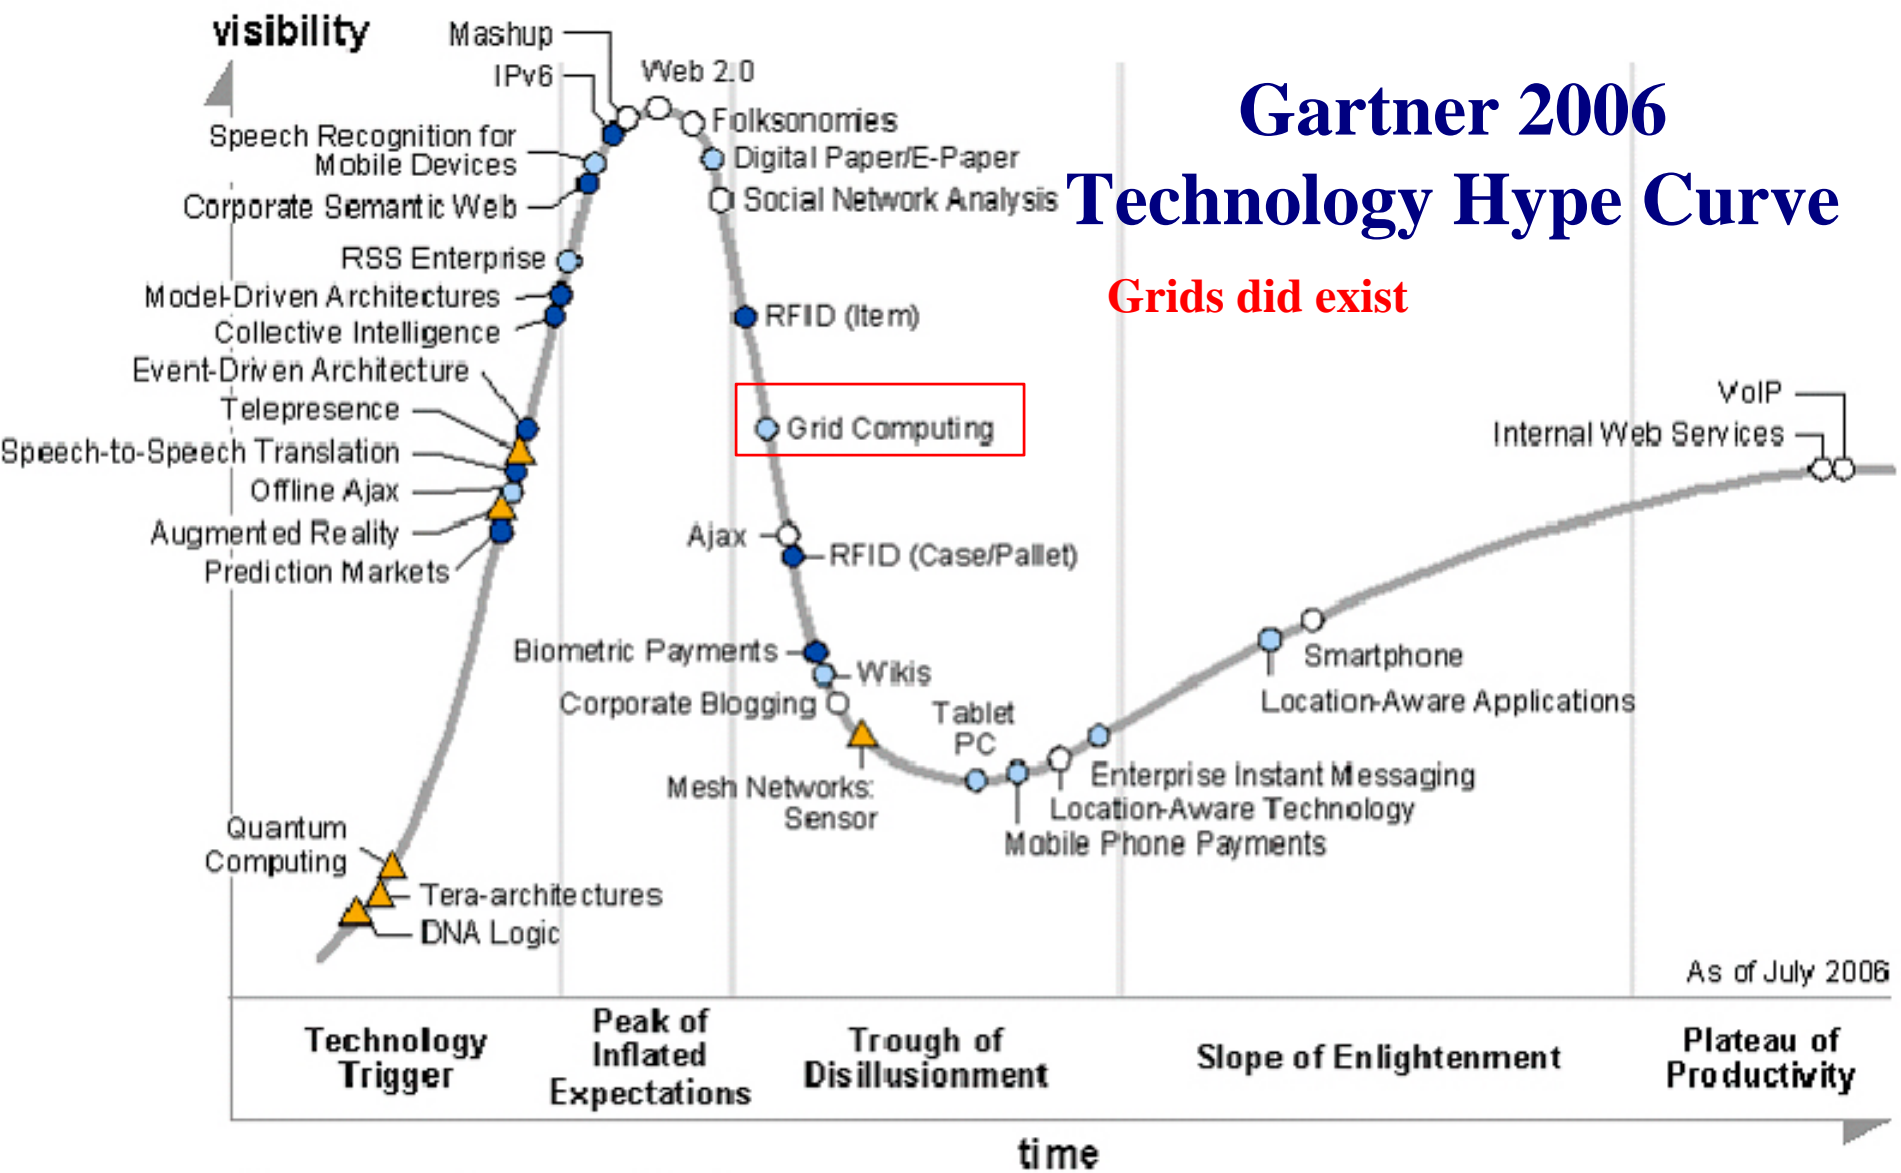 visibility
Mashup
IPv6
Web 2.0
Folksonomies
Speech Recognition for
Mobile Devices
Digital Paper/E-Paper
Corporate Semantic Web
Social Network Analysis
Gartner 2006
Technology Hype Curve
Grids did exist
RSS Enterprise
Model-Driven Architectures
Collective Intelligence
RFID (Item)
Event-Driven Architecture
Telepresence
Grid Computing
Speech-to-Speech Translation
Offline Ajax
Augmented Reality
Prediction Markets
VoIP
Internal Web Services
Ajax
RFID (Case/Pallet)
Biometric Payments
Wikis
Corporate Blogging
Tablet
PC
Smartphone
Location-Aware Applications
Mesh Networks:
Sensor
Enterprise Instant Messaging
Location-Aware Technology
Mobile Phone Payments
Quantum
Computing
Tera-architectures
DNA Logic
As of July 2006
Technology
Trigger
Peak of
Inflated
Expectations
Trough of
Disillusionment
Slope of Enlightenment
Plateau of
Productivity
time